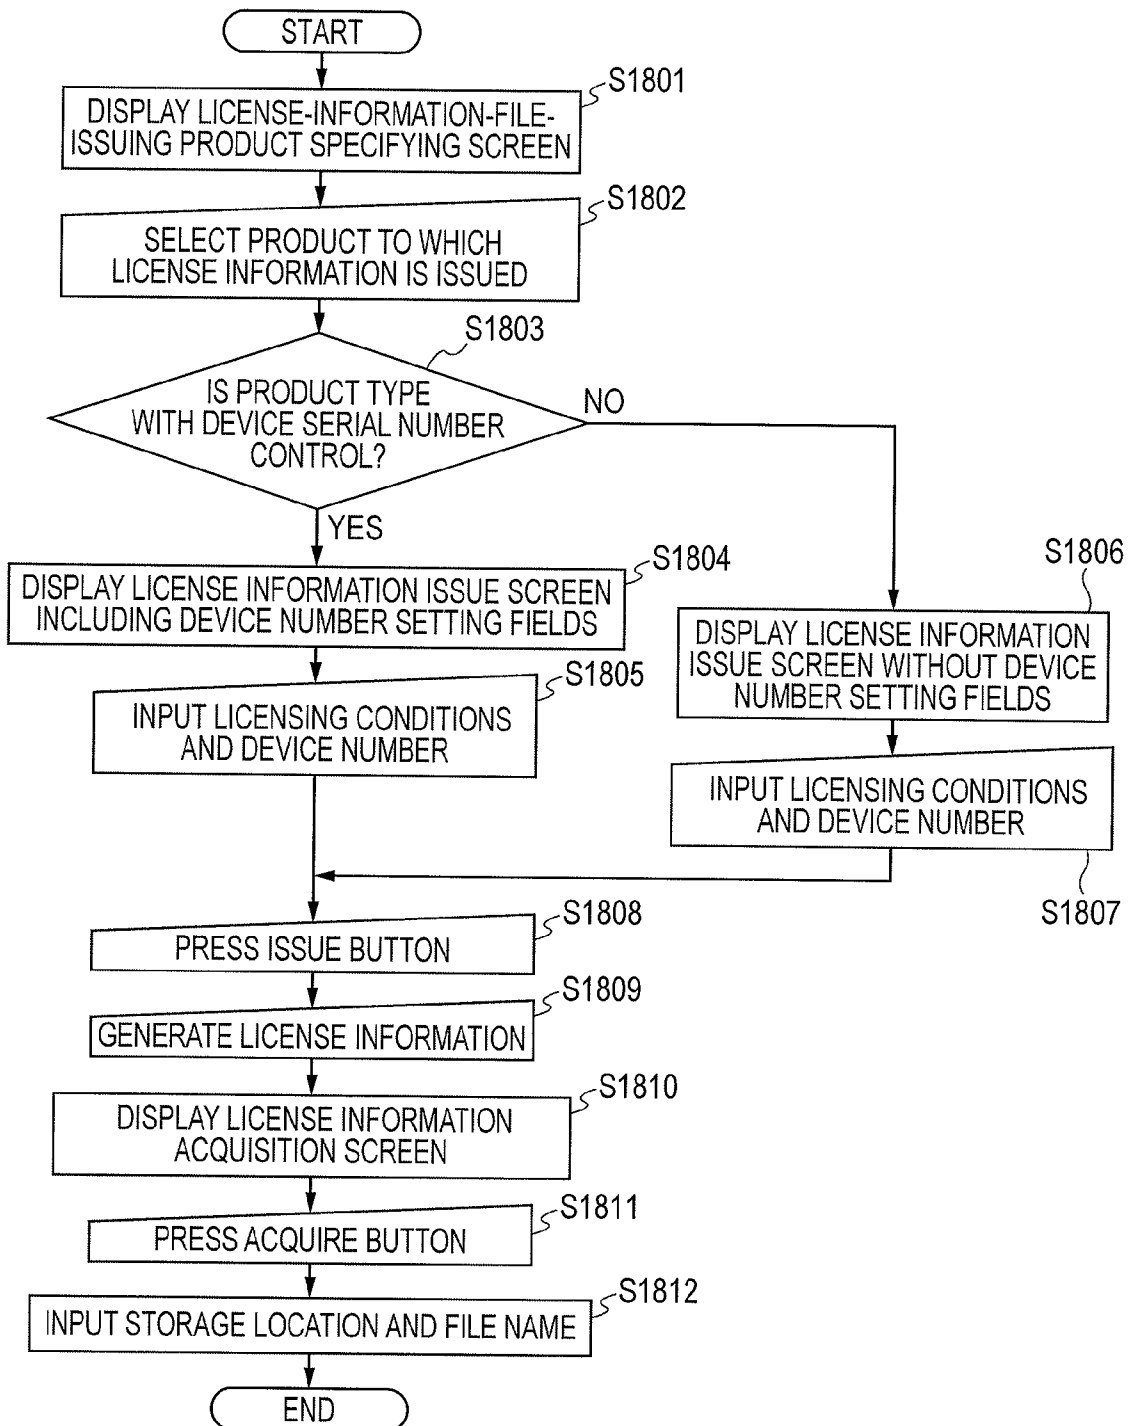 START
S1801
DISPLAY LICENSE-INFORMATION-FILE-
ISSUING PRODUCT SPECIFYING SCREEN
S1802
SELECT PRODUCT TO WHICH
LICENSE INFORMATION IS ISSUED
S1803
IS PRODUCT TYPE
WITH DEVICE SERIAL NUMBER
CONTROL?
NO
YES
S1804
DISPLAY LICENSE INFORMATION ISSUE SCREEN
INCLUDING DEVICE NUMBER SETTING FIELDS
S1805
INPUT LICENSING CONDITIONS
AND DEVICE NUMBER
S1806
DISPLAY LICENSE INFORMATION
ISSUE SCREEN WITHOUT DEVICE
NUMBER SETTING FIELDS
INPUT LICENSING CONDITIONS
AND DEVICE NUMBER
S1807
S1808
PRESS ISSUE BUTTON
S1809
GENERATE LICENSE INFORMATION
S1810
DISPLAY LICENSE INFORMATION
ACQUISITION SCREEN
S1811
PRESS ACQUIRE BUTTON
S1812
INPUT STORAGE LOCATION AND FILE NAME
END